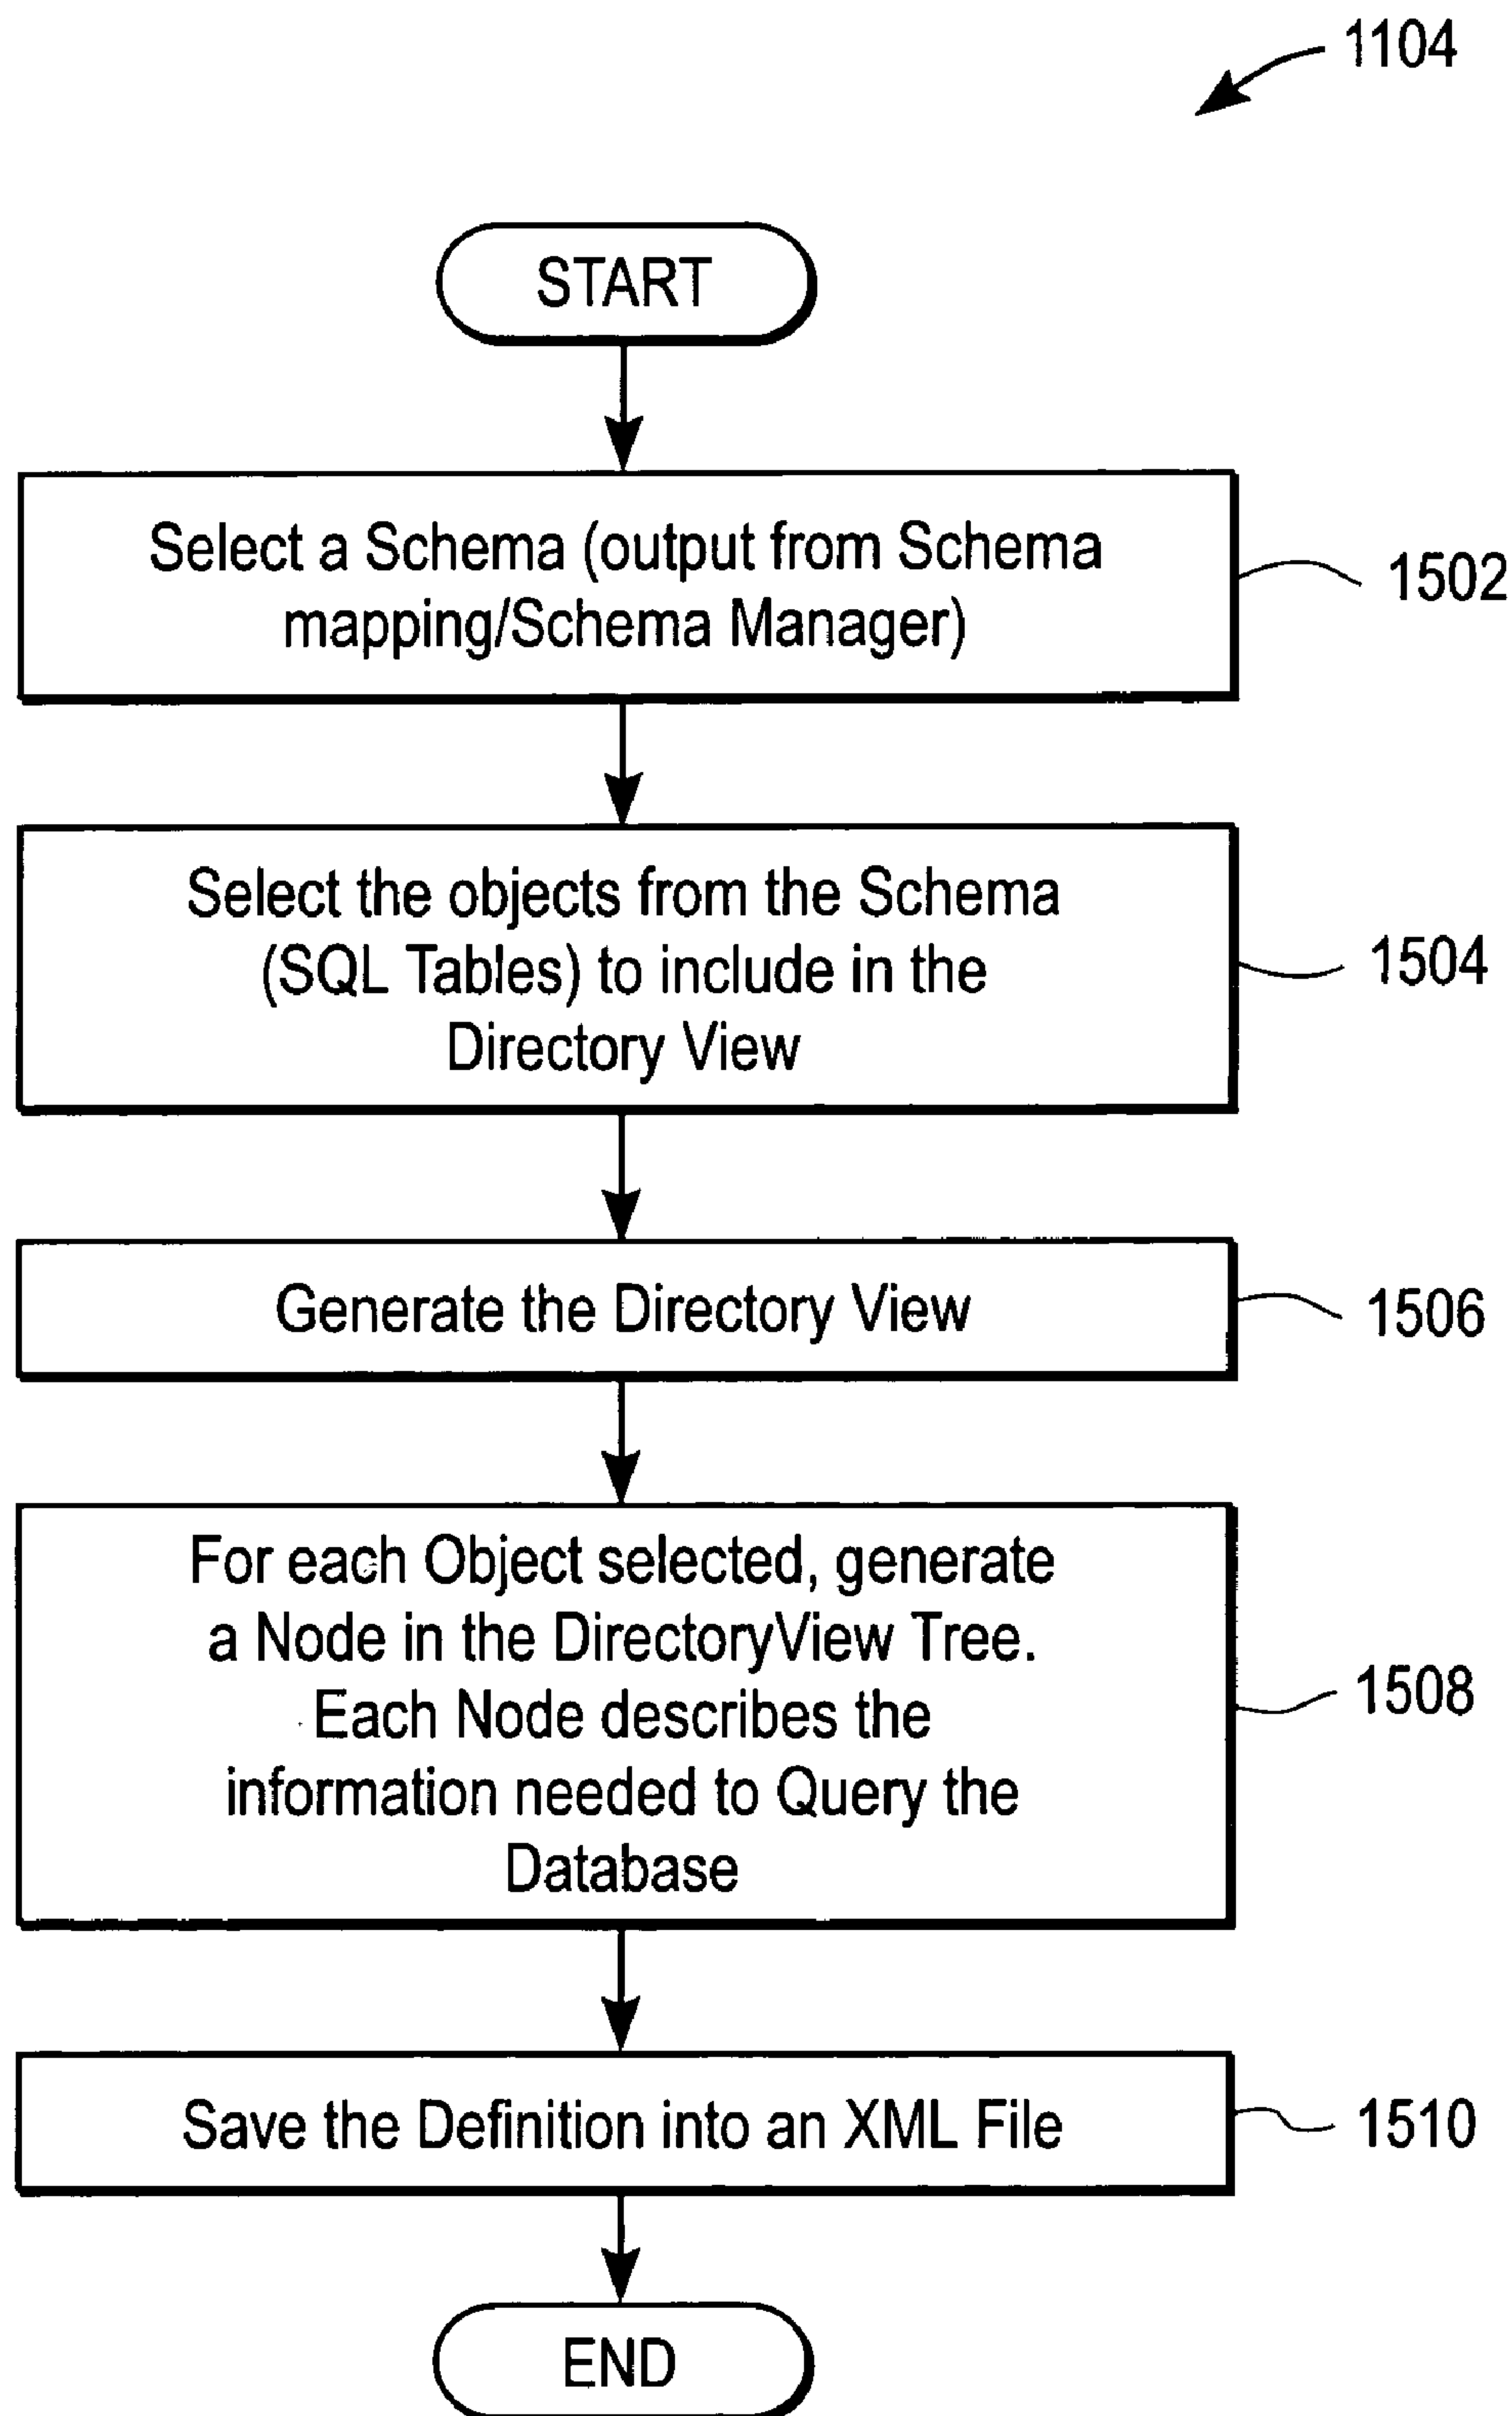 1104
START
Select a Schema (output from Schema
mapping/Schema Manager)
1502
Select the objects from the Schema
(SQL Tables) to include in the
Directory View
1504
Generate the Directory View
1506
For each Object selected, generate
a Node in the DirectoryView Tree.
Each Node describes the
information needed to Query the
Database
1508
Save the Definition into an XML File
1510
END